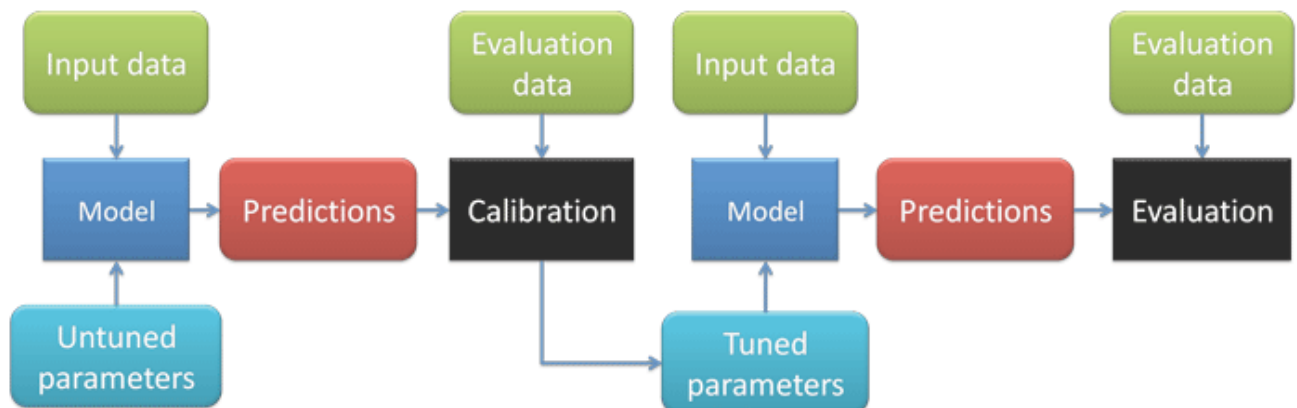 Input data
Evaluation
data
Input data
Evaluation
data
Model
Predictions
Calibration
Model
Predictions
Evaluation
Untuned
parameters
Tuned
parameters